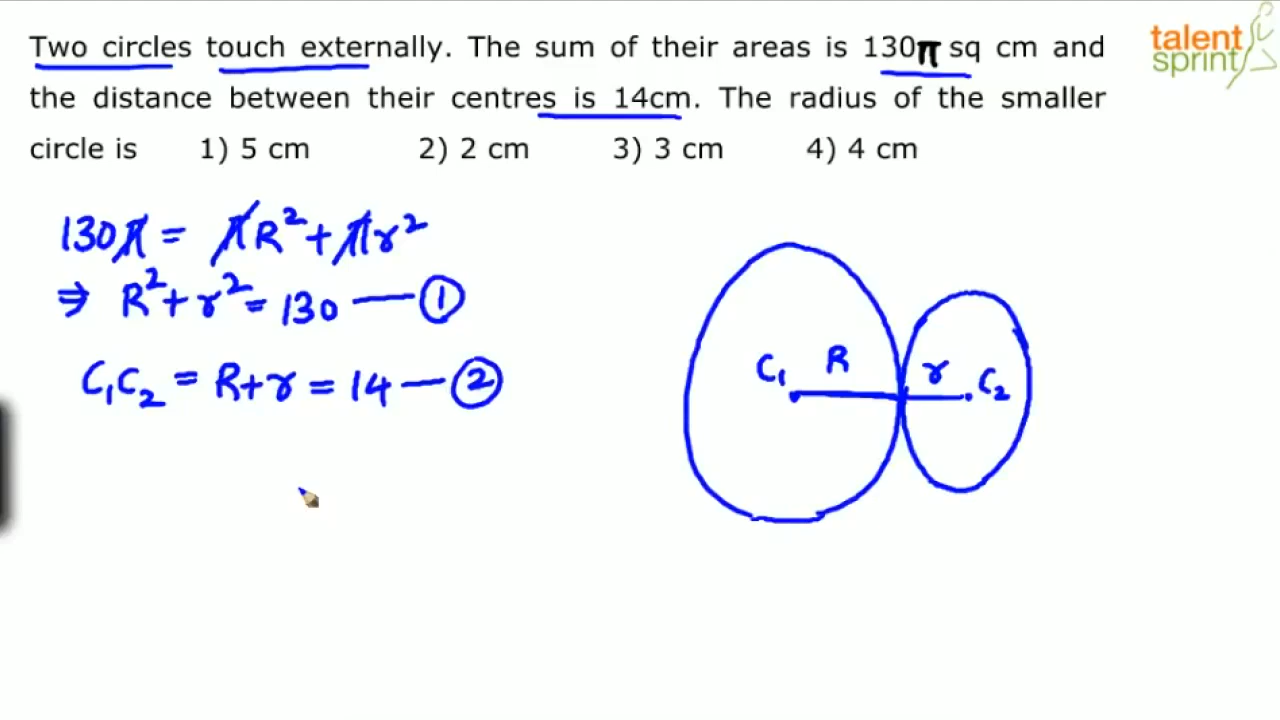 Two circles touch externally. The sum of their areas is 130π sq cm and
the distance between their centres is 14cm. The radius of the smaller
circle is 1) 5 cm 2) 2 cm 3) 3 cm 4) 4 cm
talent
sprint
130π = πR² + πr²
⇒ R² + r² = 130 — ①
C₁C₂ = R + r = 14 — ②
C₁ R r C₂